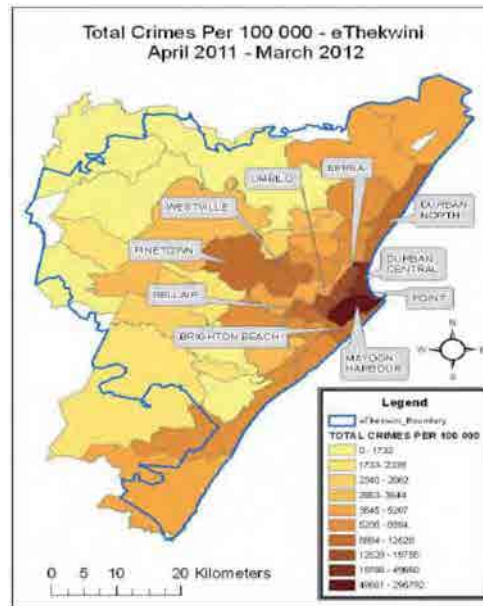 Total Crimes Per 100 000 - eThekwini
April 2011 - March 2012
UMBILO
BEREA
WESTVILLE
DURBAN
NORTH
PINETOWN
DURBAN
CENTRAL
BELLAIR
POINT
BRIGHTON BEACH
MAYDON
HARBOUR
N
W
E
S
Legend
eThekwini_Boundary
TOTAL CRIMES PER 100 000
0 - 1732
3645 - 5207
0 5 10 20 Kilometers